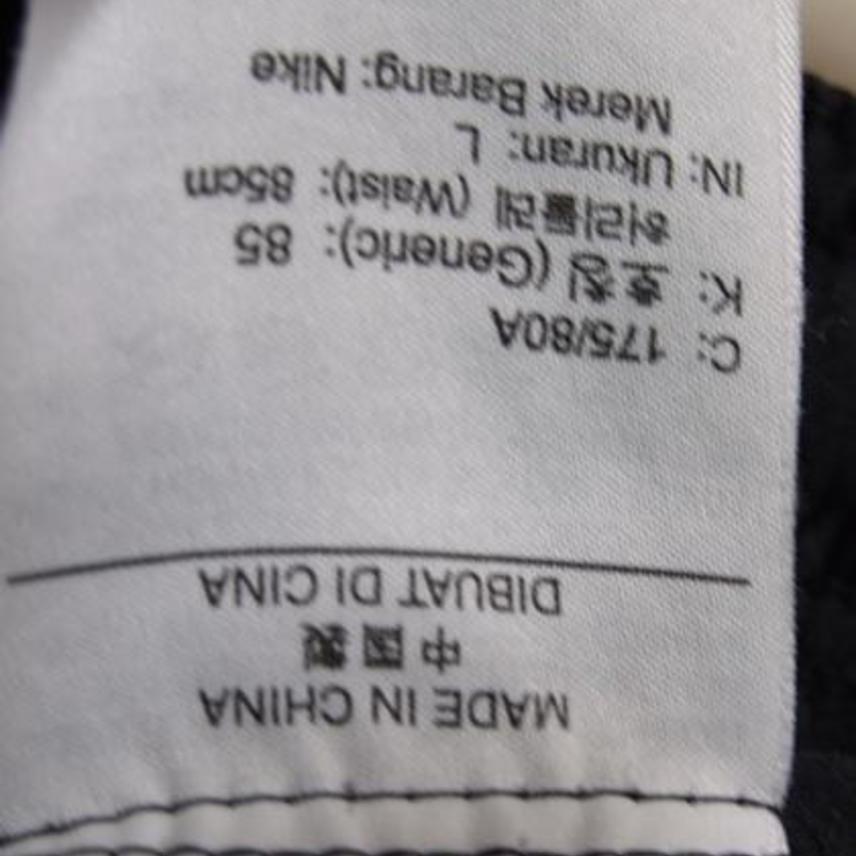 MADE IN CHINA
中国製
DIBUAT DI CINA
C: 175/80A
K: 호칭 (Generic): 85
허리둘레 (Waist): 85cm
IN: Ukuran: L
Merek Barang: Nike